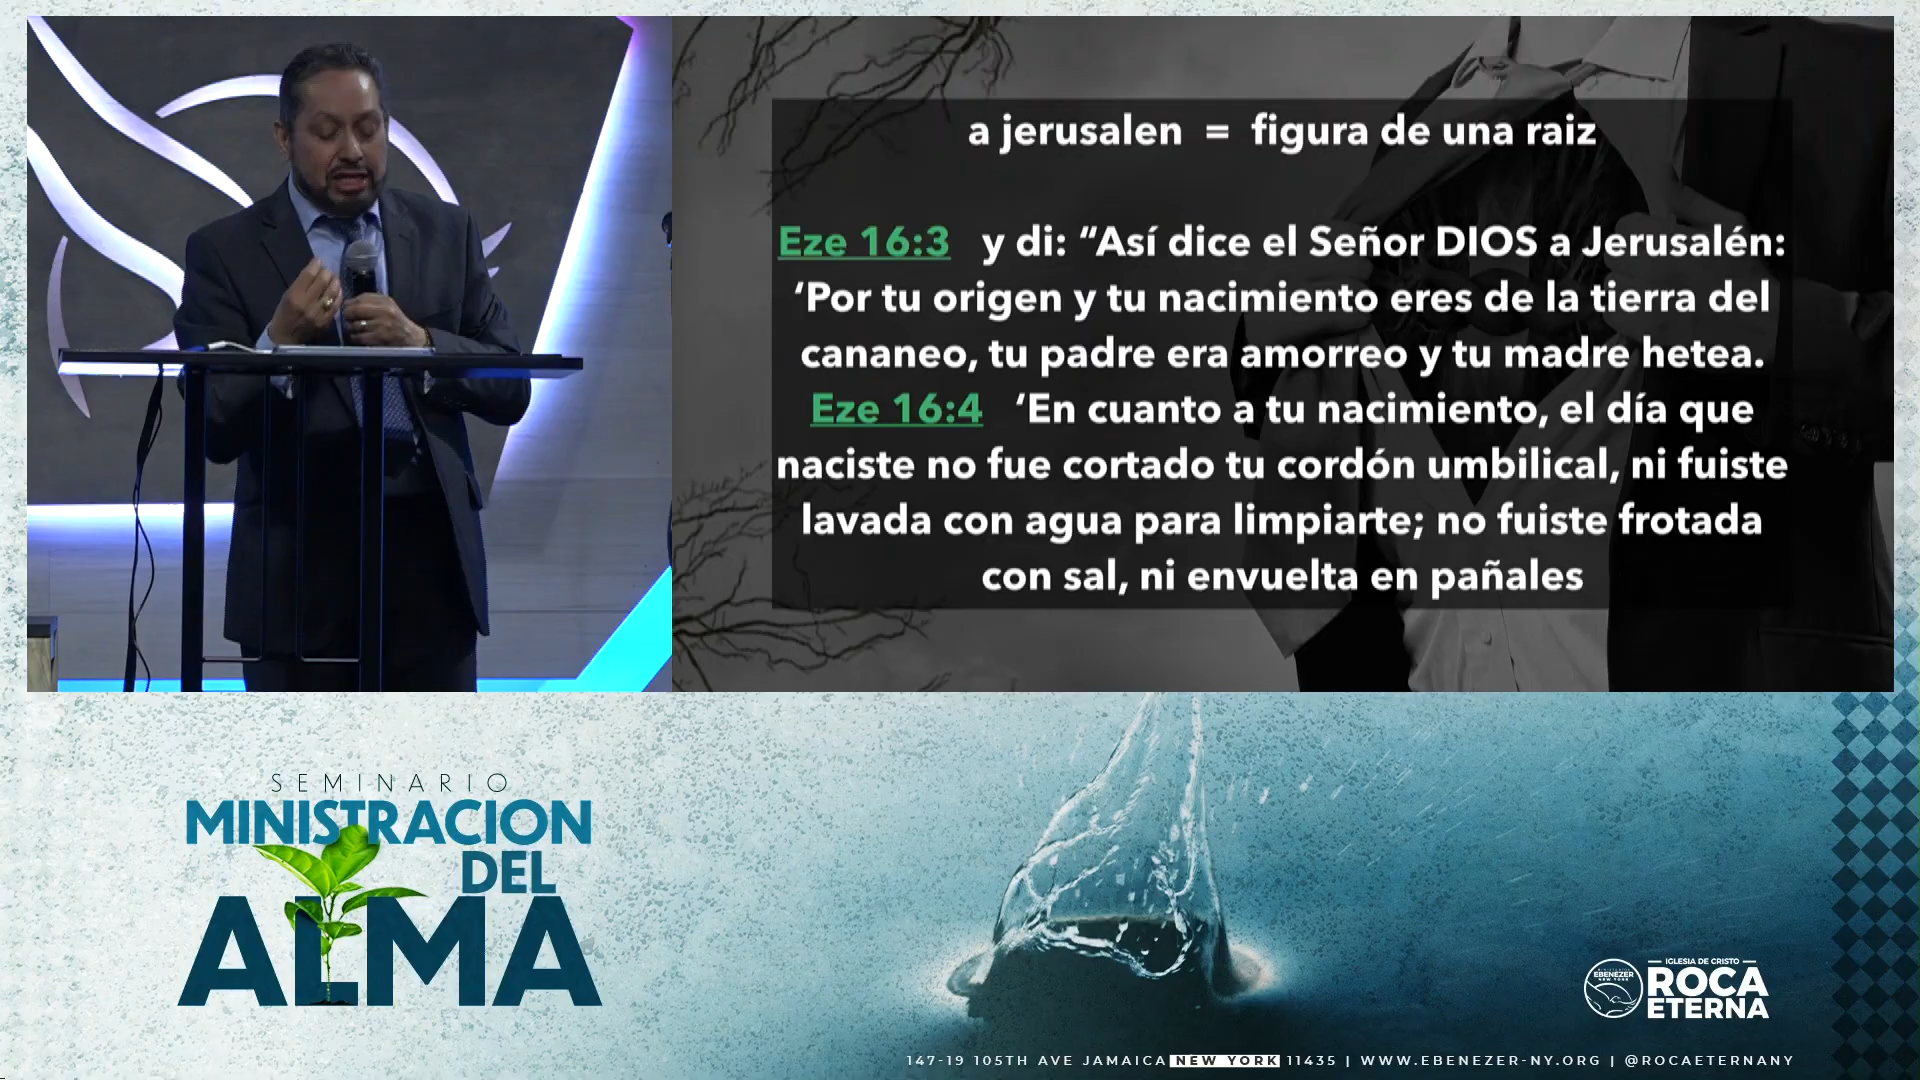 a jerusalen = figura de una raiz
Eze 16:3 y di: “Así dice el Señor DIOS a Jerusalén:
‘Por tu origen y tu nacimiento eres de la tierra del
cananeo, tu padre era amorreo y tu madre hetea.
Eze 16:4 ‘En cuanto a tu nacimiento, el día que
naciste no fue cortado tu cordón umbilical, ni fuiste
lavada con agua para limpiarte; no fuiste frotada
con sal, ni envuelta en pañales
SEMINARIO
MINISTRACION
DEL
ALMA
MINISTERIOS
EBENEZER
NEW YORK
IGLESIA DE CRISTO
ROCA
ETERNA
147-19 105TH AVE JAMAICA NEW YORK 11435 | WWW.EBENEZER-NY.ORG | @ROCAETERNANY